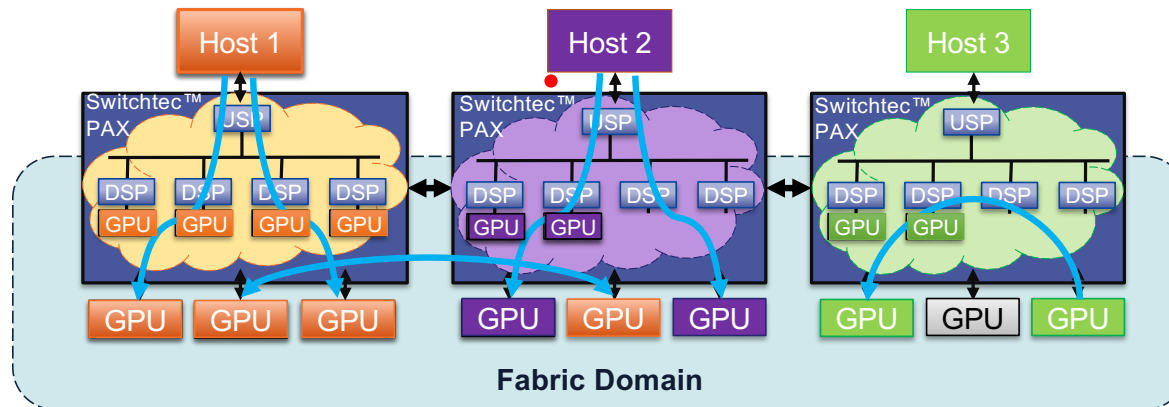 Host 1
Host 2
Host 3
Switchtec™
PAX
USP
DSP
DSP
DSP
DSP
GPU
GPU
GPU
GPU
Switchtec™
PAX
USP
DSP
DSP
DSP
DSP
GPU
GPU
Switchtec™
PAX
USP
DSP
DSP
DSP
DSP
GPU
GPU
GPU
GPU
GPU
GPU
GPU
GPU
GPU
GPU
GPU
Fabric Domain